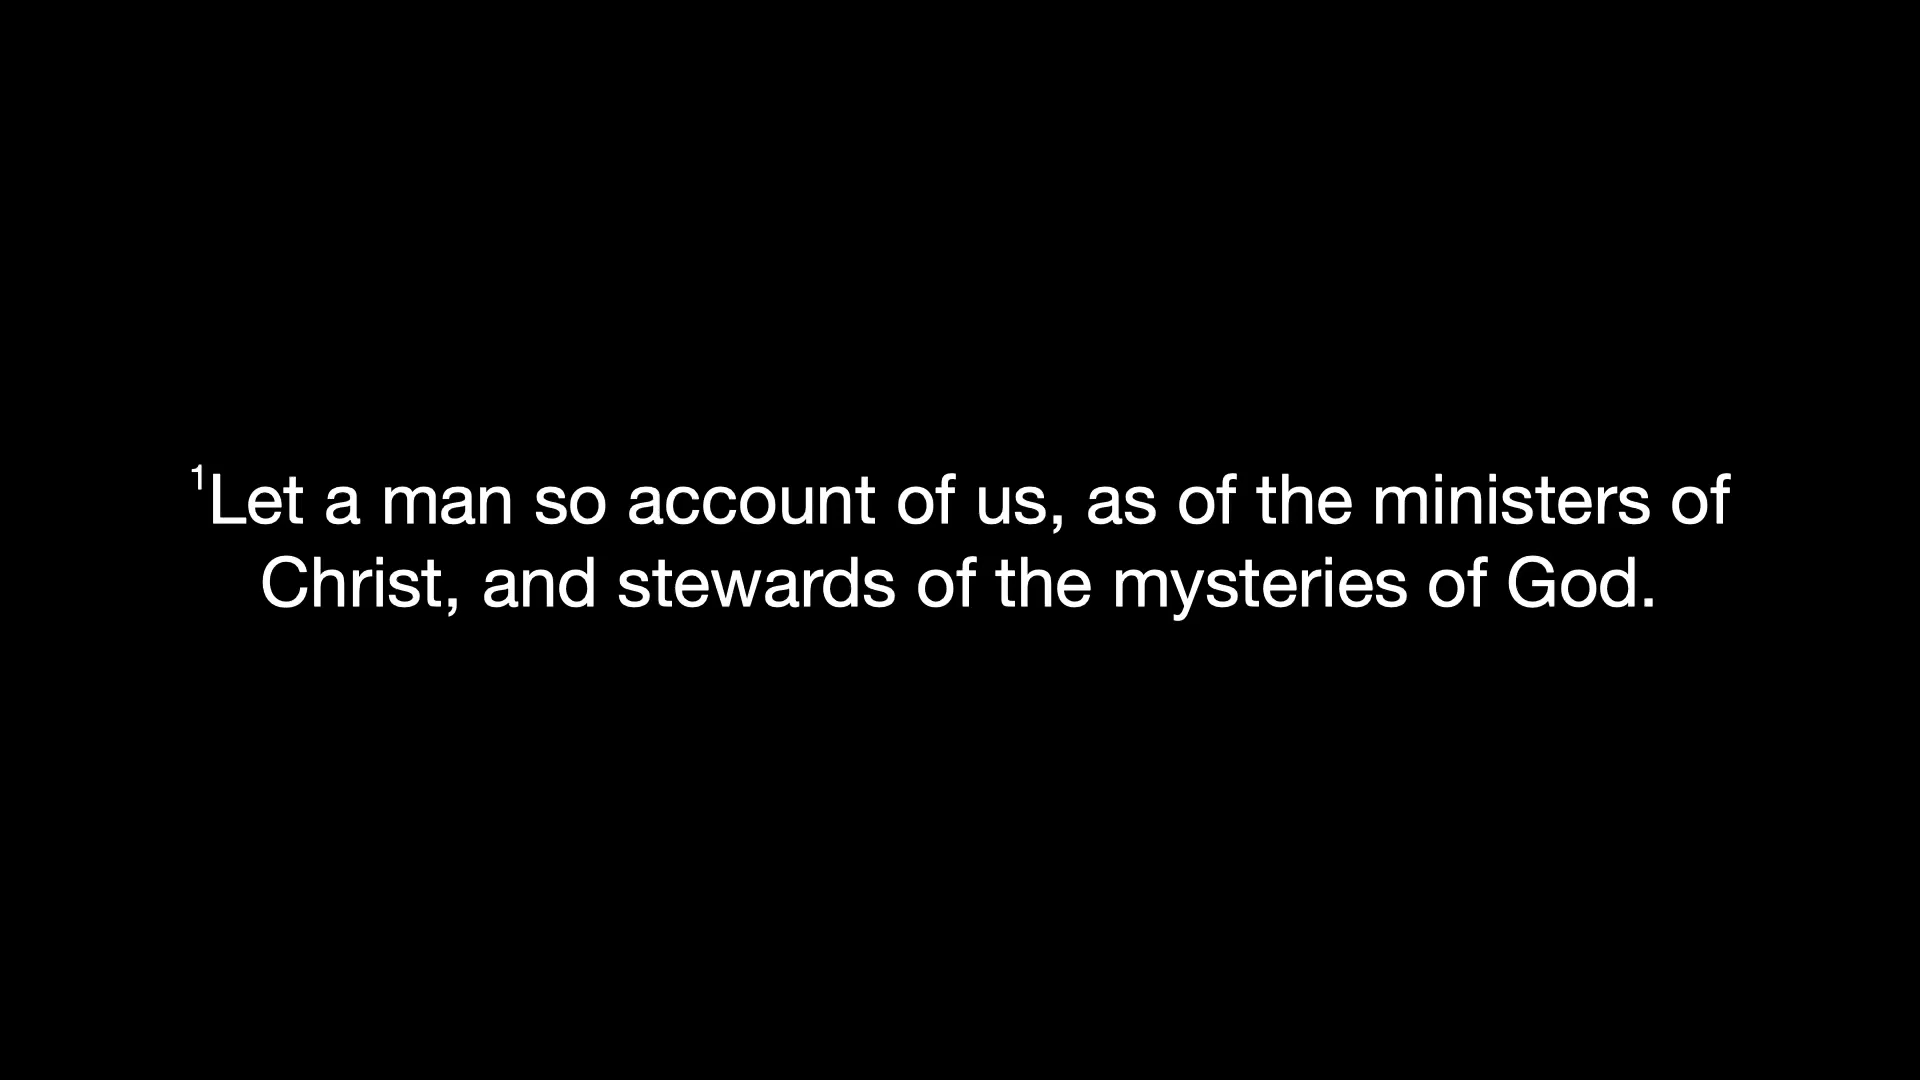 ¹Let a man so account of us, as of the ministers of
Christ, and stewards of the mysteries of God.